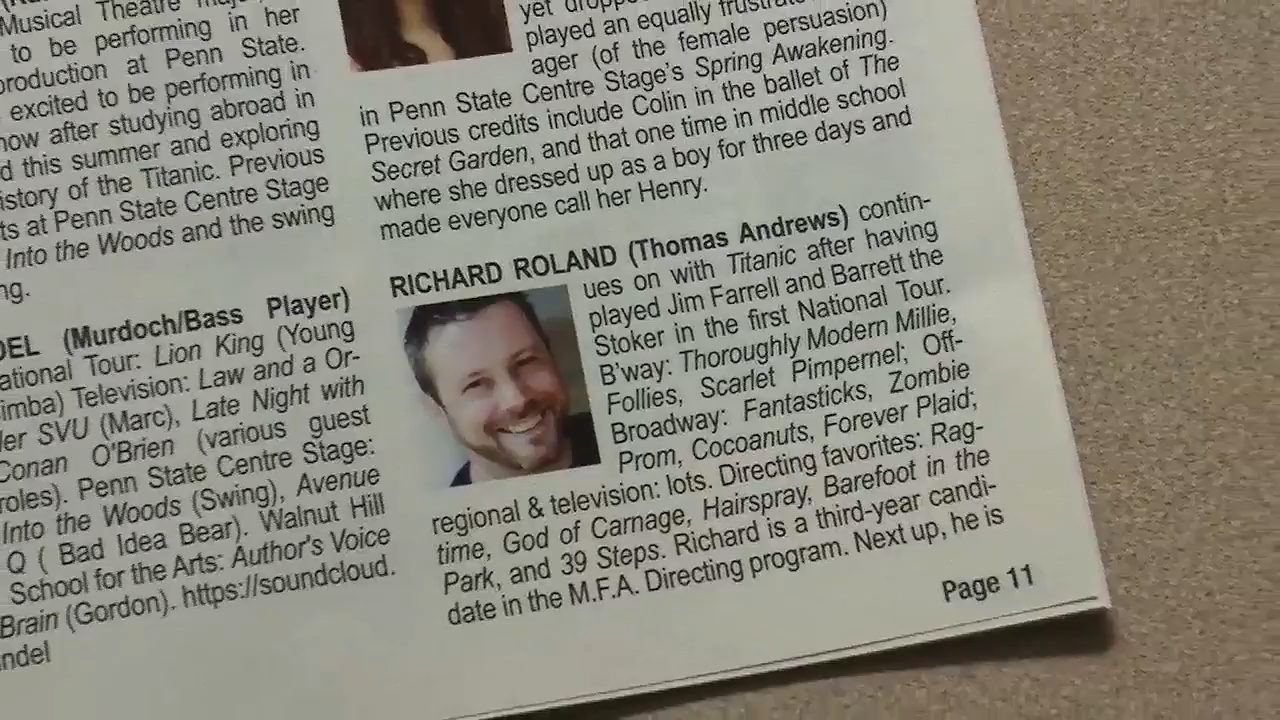 Musical Theatre
to be performing in her
production at Penn State.
excited to be performing in
now after studying abroad in
this summer and exploring
history of the Titanic. Previous
at Penn State Centre Stage
Into the Woods and the swing
ng.
DEL (Murdoch/Bass Player)
ational Tour: Lion King (Young
imba) Television: Law and a Or-
der SVU (Marc), Late Night with
Conan O'Brien (various guest
roles). Penn State Centre Stage:
Into the Woods (Swing), Avenue
Q ( Bad Idea Bear). Walnut Hill
School for the Arts: Author's Voice
Brain (Gordon). https://soundcloud.
ndel
yet
played an equally
ager (of the female persuasion)
in Penn State Centre Stage's Spring Awakening.
Previous credits include Colin in the ballet of The
Secret Garden, and that one time in middle school
where she dressed up as a boy for three days and
made everyone call her Henry.
RICHARD ROLAND (Thomas Andrews) contin-
ues on with Titanic after having
played Jim Farrell and Barrett the
Stoker in the first National Tour.
B'way: Thoroughly Modern Millie,
Follies, Scarlet Pimpernel; Off-
Broadway: Fantasticks, Zombie
Prom, Cocoanuts, Forever Plaid;
regional & television: lots. Directing favorites: Rag-
time, God of Carnage, Hairspray, Barefoot in the
Park, and 39 Steps. Richard is a third-year candi-
date in the M.F.A. Directing program. Next up, he is
Page 11